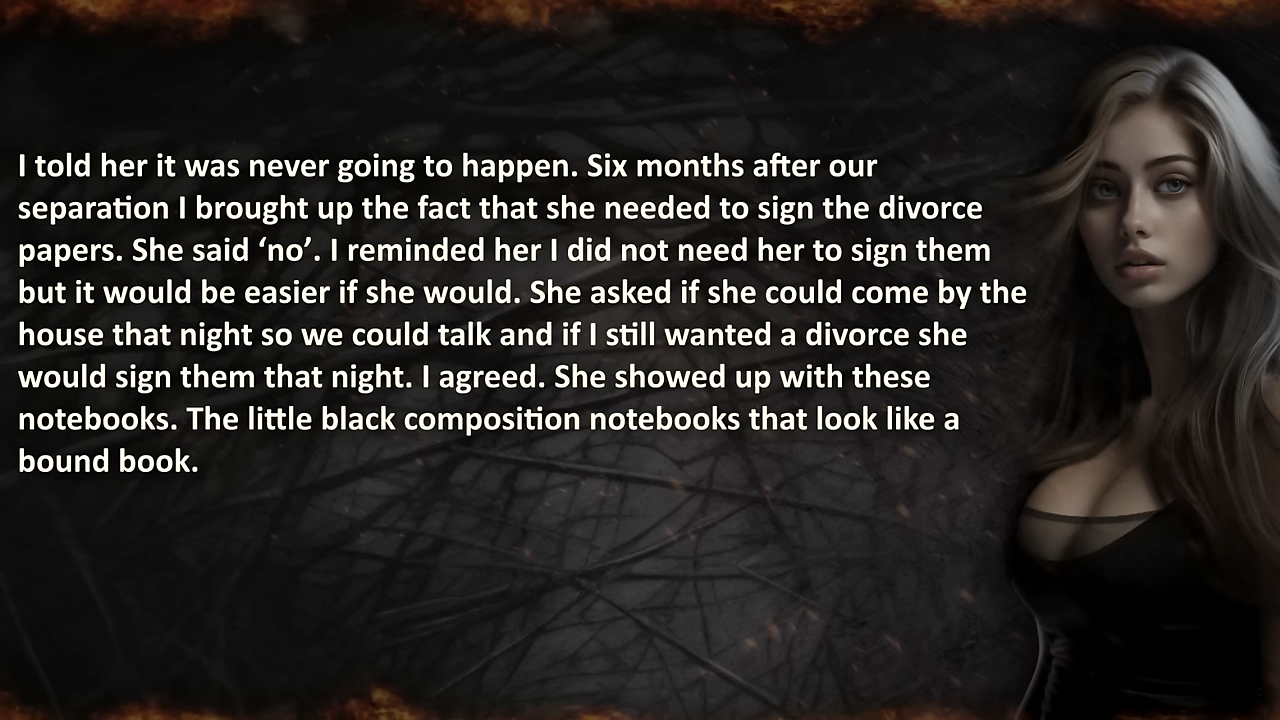 I told her it was never going to happen. Six months after our
separation I brought up the fact that she needed to sign the divorce
papers. She said ‘no’. I reminded her I did not need her to sign them
but it would be easier if she would. She asked if she could come by the
house that night so we could talk and if I still wanted a divorce she
would sign them that night. I agreed. She showed up with these
notebooks. The little black composition notebooks that look like a
bound book.